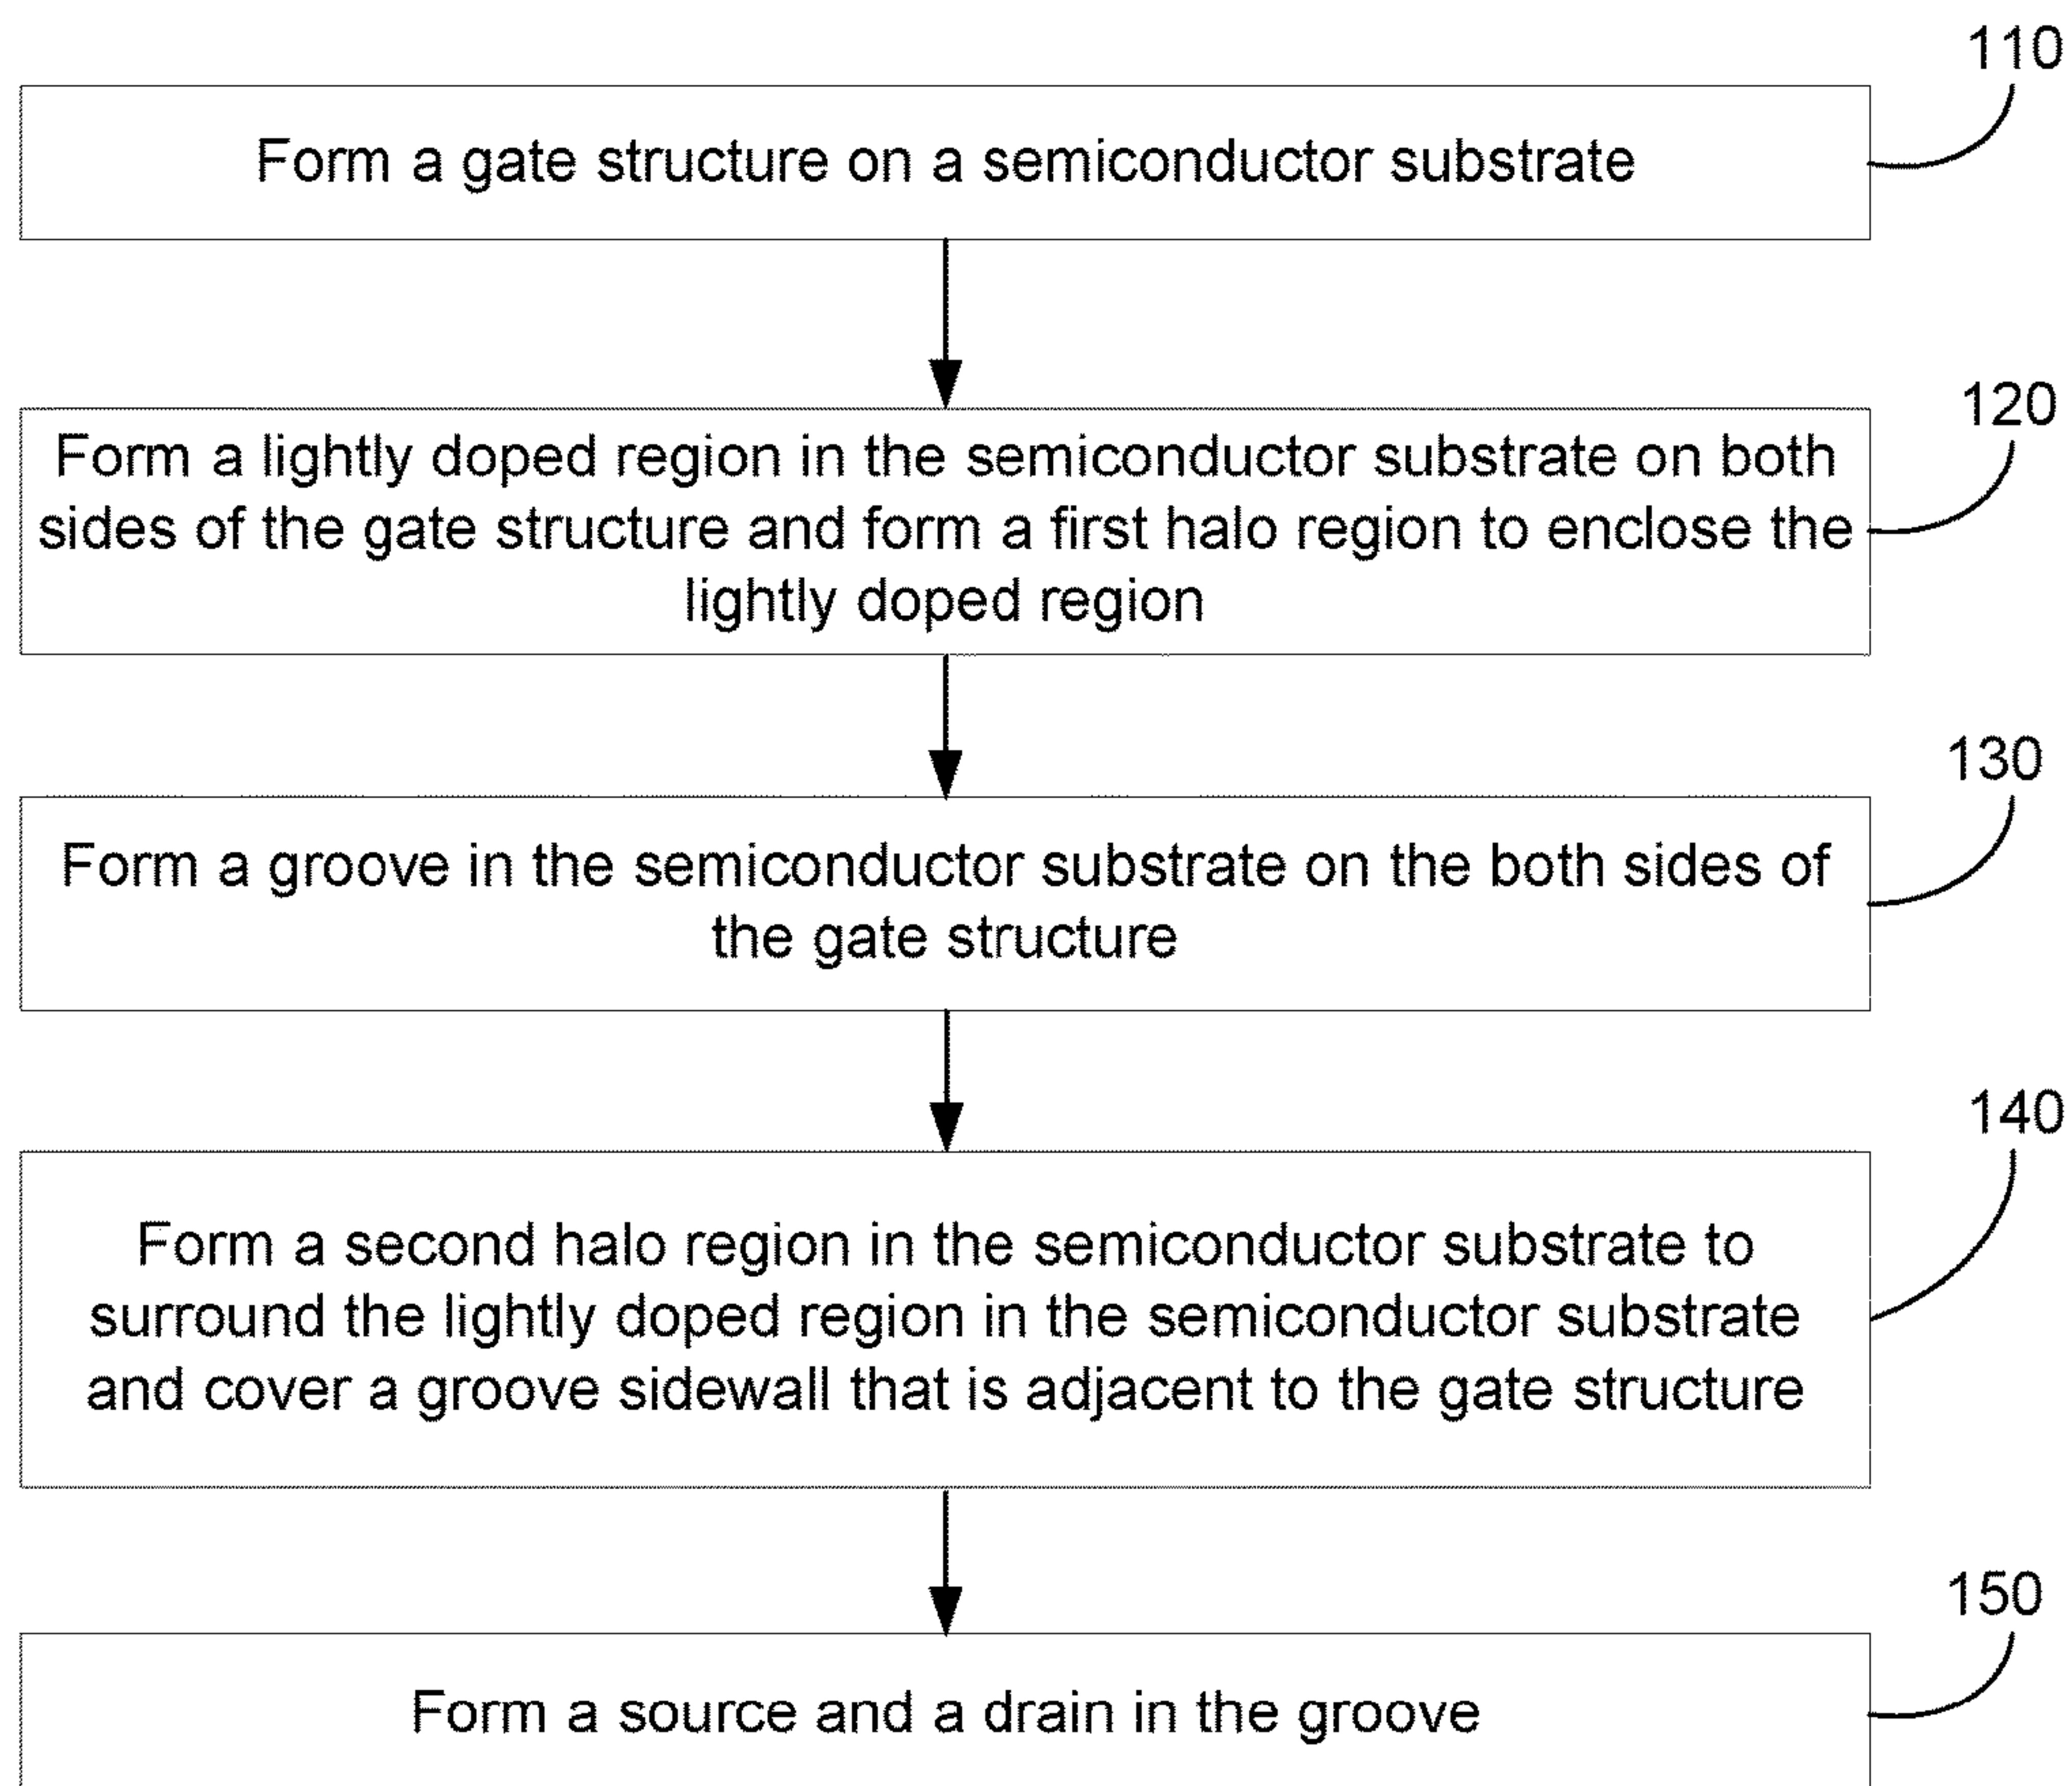 110
Form a gate structure on a semiconductor substrate
120
Form a lightly doped region in the semiconductor substrate on both
sides of the gate structure and form a first halo region to enclose the
lightly doped region
130
Form a groove in the semiconductor substrate on the both sides of
the gate structure
140
Form a second halo region in the semiconductor substrate to
surround the lightly doped region in the semiconductor substrate
and cover a groove sidewall that is adjacent to the gate structure
150
Form a source and a drain in the groove